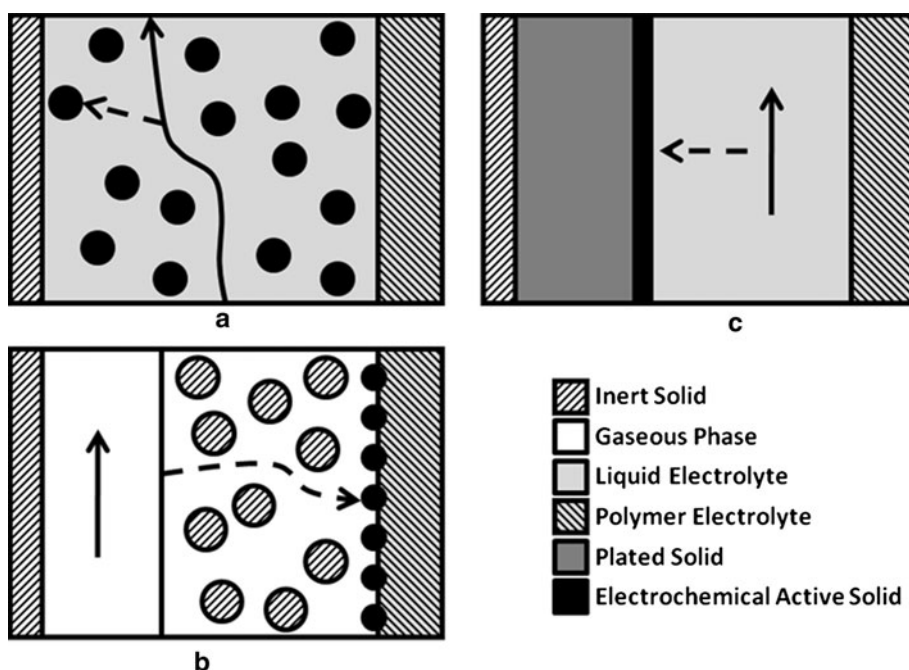 a
c
b
Inert Solid
Gaseous Phase
Liquid Electrolyte
Polymer Electrolyte
Plated Solid
Electrochemical Active Solid